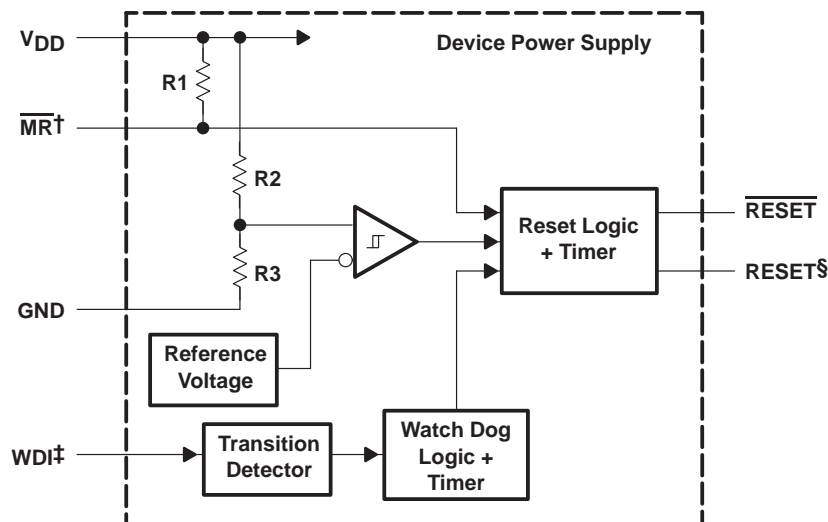 VDD
Device Power Supply
R1
MR†
R2
R3
Reset Logic
+ Timer
RESET
RESET§
GND
Reference
Voltage
WDI‡
Transition
Detector
Watch Dog
Logic +
Timer